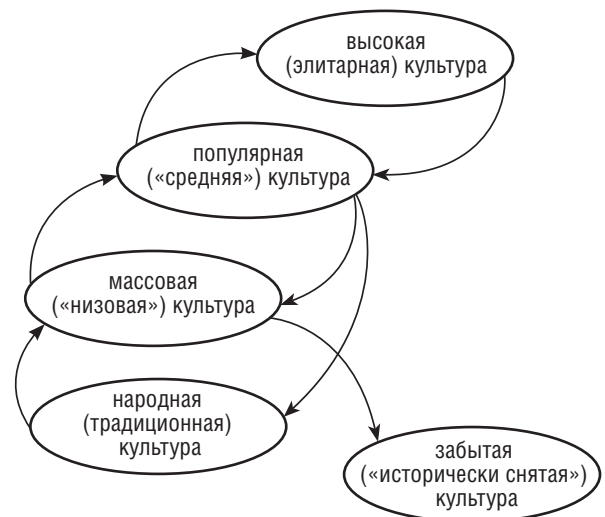 высокая
(элитарная) культура
популярная
(«средняя») культура
массовая
(«низовая») культура
народная
(традиционная)
культура
забытая
(«исторически снятая»)
культура